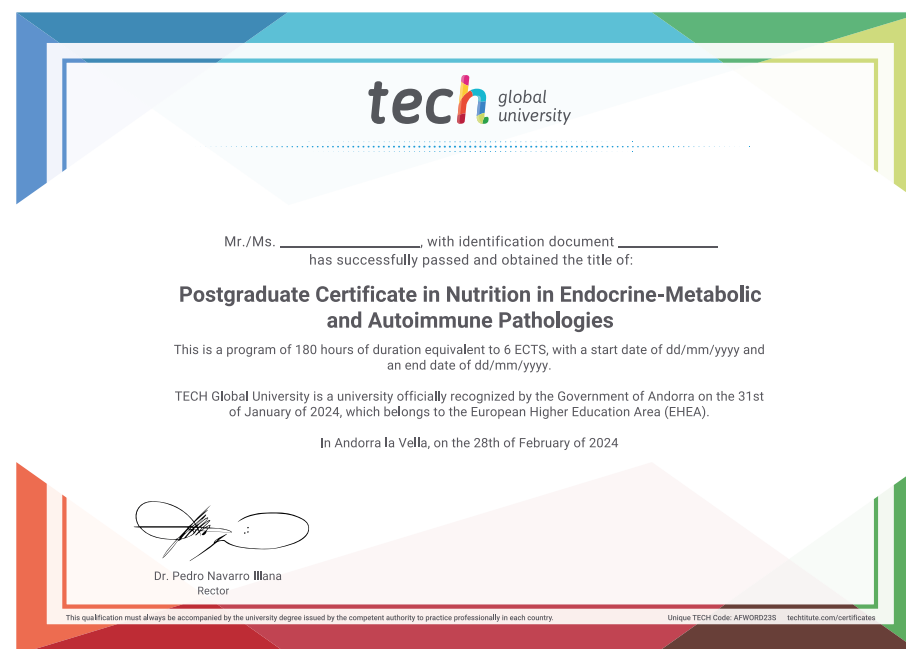 tech global university
Mr./Ms. ____________________, with identification document ______________
has successfully passed and obtained the title of:
Postgraduate Certificate in Nutrition in Endocrine-Metabolic
and Autoimmune Pathologies
This is a program of 180 hours of duration equivalent to 6 ECTS, with a start date of dd/mm/yyyy and
an end date of dd/mm/yyyy.
TECH Global University is a university officially recognized by the Government of Andorra on the 31st
of January of 2024, which belongs to the European Higher Education Area (EHEA).
In Andorra la Vella, on the 28th of February of 2024
Dr. Pedro Navarro Illana
Rector
This qualification must always be accompanied by the university degree issued by the competent authority to practice professionally in each country.
Unique TECH Code: AFWORD23S techtitute.com/certificates